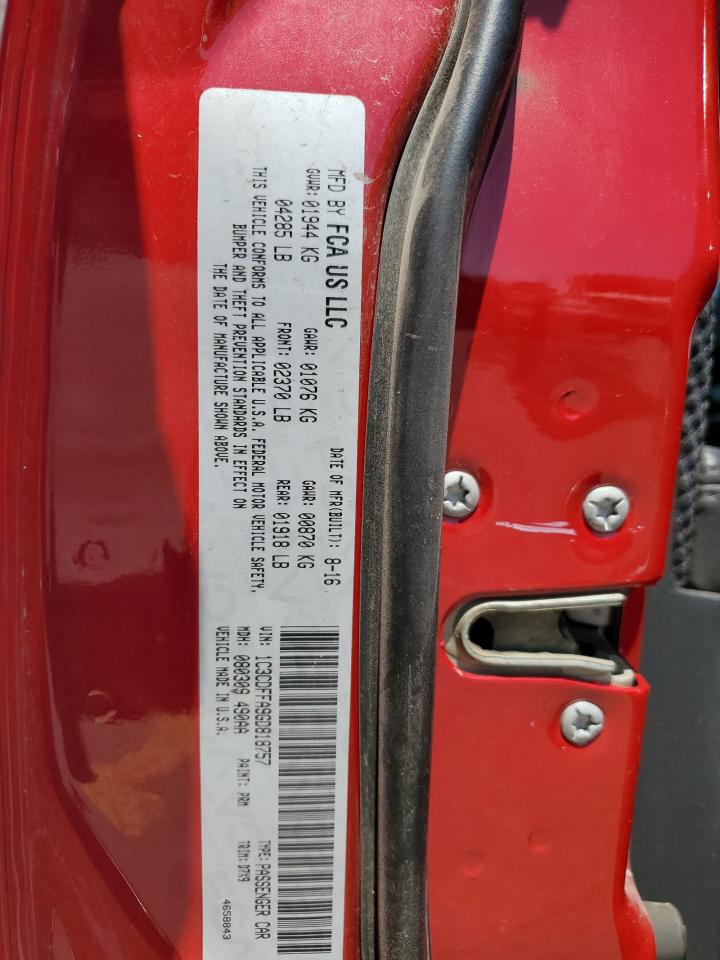 MFD BY FCA US LLC
DATE OF MFR(BUILT): 8-16
GVWR: 01944 KG GAWR: 01076 KG GAWR: 00870 KG
04285 LB FRONT: 02370 LB REAR: 01918 LB
THIS VEHICLE CONFORMS TO ALL APPLICABLE U.S.A. FEDERAL MOTOR VEHICLE SAFETY,
BUMPER AND THEFT PREVENTION STANDARDS IN EFFECT ON
THE DATE OF MANUFACTURE SHOWN ABOVE.
VIN: 1C3CDFFA9GD818757 TYPE: PASSENGER CAR
MDH: 080309 490AA PAINT: PRM TRIM: D7X9
VEHICLE MADE IN U.S.A. 4658843